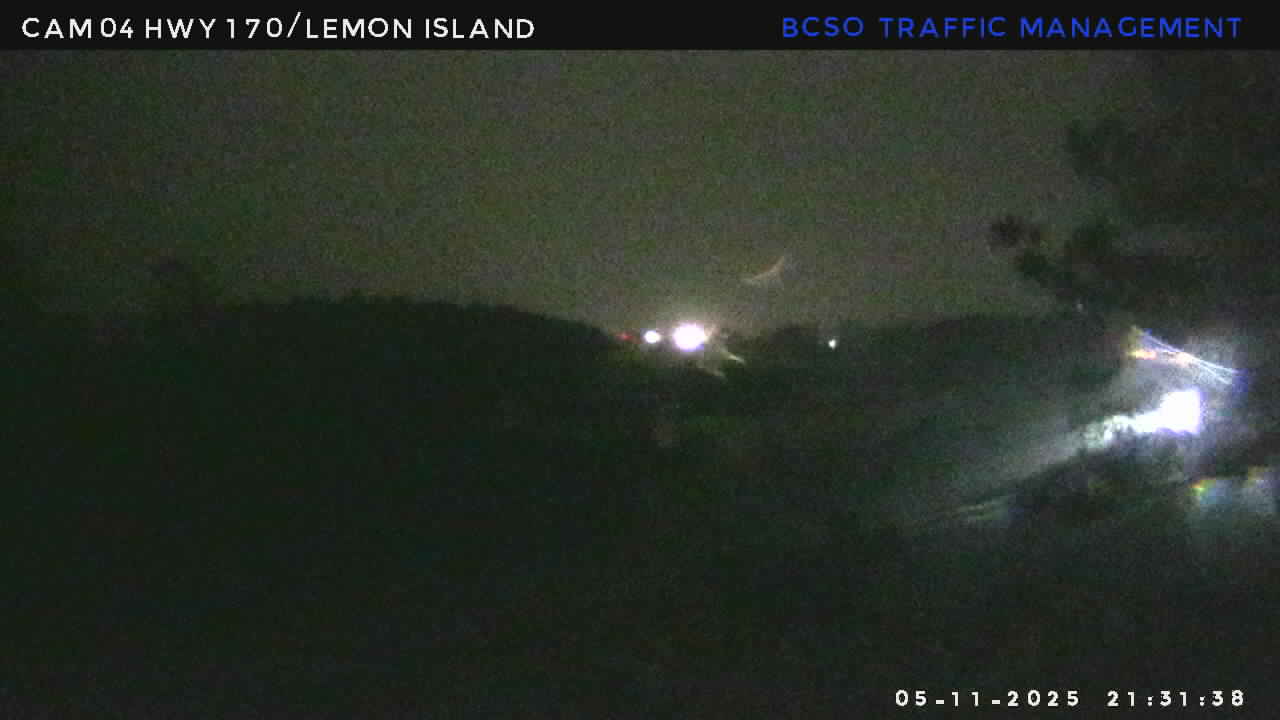 CAM04 HWY 170/LEMON ISLAND
BCSO TRAFFIC MANAGEMENT
05-11-2025 21:31:38